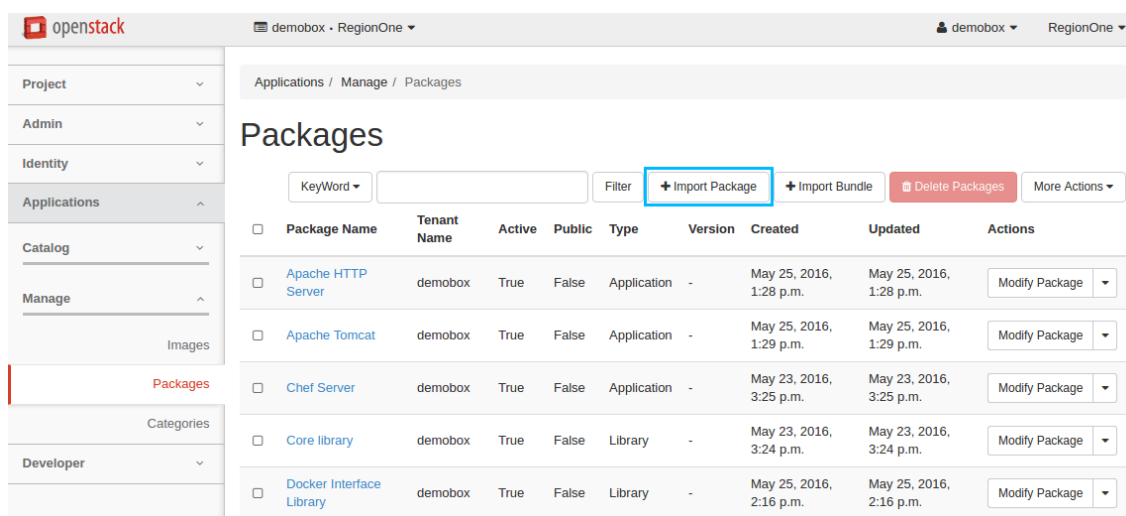 openstack
demobox • RegionOne
demobox
RegionOne
Project
Admin
Identity
Applications
Catalog
Manage
Images
Packages
Categories
Developer
Applications / Manage / Packages
Packages
KeyWord
Filter
+ Import Package
+ Import Bundle
Delete Packages
More Actions
Package Name Tenant Name Active Public Type Version Created Updated Actions
Apache HTTP Server demobox True False Application - May 25, 2016, 1:28 p.m. May 25, 2016, 1:28 p.m. Modify Package
Apache Tomcat demobox True False Application - May 25, 2016, 1:29 p.m. May 25, 2016, 1:29 p.m. Modify Package
Chef Server demobox True False Application - May 23, 2016, 3:25 p.m. May 23, 2016, 3:25 p.m. Modify Package
Core library demobox True False Library - May 23, 2016, 3:24 p.m. May 23, 2016, 3:24 p.m. Modify Package
Docker Interface Library demobox True False Library - May 25, 2016, 2:16 p.m. May 25, 2016, 2:16 p.m. Modify Package